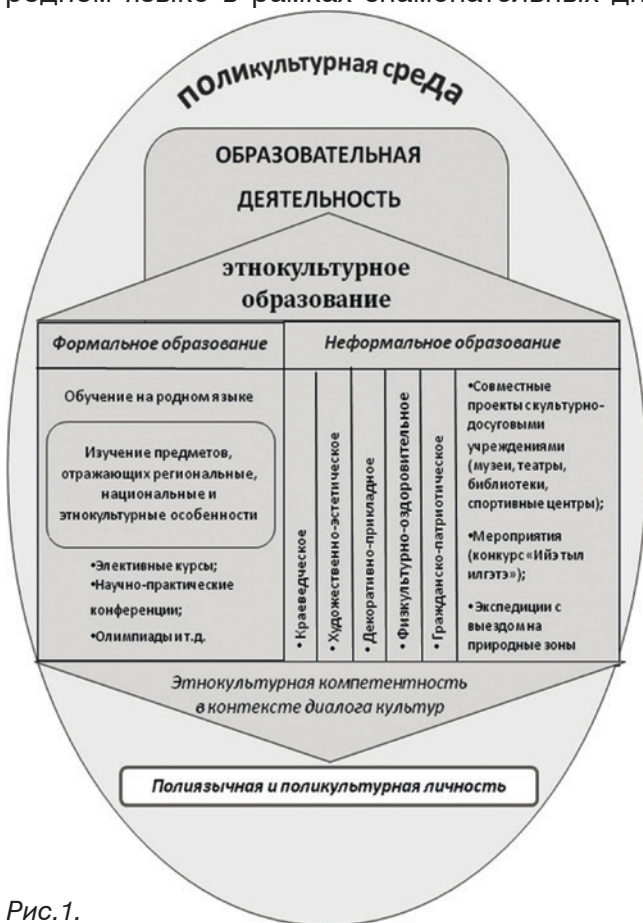 родном языке в рамках знаменательных дн
поликультурная среда
ОБРАЗОВАТЕЛЬНАЯ
ДЕЯТЕЛЬНОСТЬ
этнокультурное
образование
Формальное образование
Неформальное образование
Обучение на родном языке
Изучение предметов,
отражающих региональные,
национальные и
этнокультурные особенности
•Элективные курсы;
•Научно-практические
конференции;
•Олимпиады и т.д.
• Краеведческое
• Художественно-эстетическое
• Декоративно-прикладное
• Физкультурно-оздоровительное
• Гражданско-патриотическое
•Совместные
проекты с культурно-
досуговыми
учреждениями
(музеи, театры,
библиотеки,
спортивные центры);
•Мероприятия
(конкурс «Ийэ тыл
илгэтэ»);
•Экспедиции с
выездом на
природные зоны
Этнокультурная компетентность
в контексте диалога культур
Полиязычная и поликультурная личность
Рис.1.